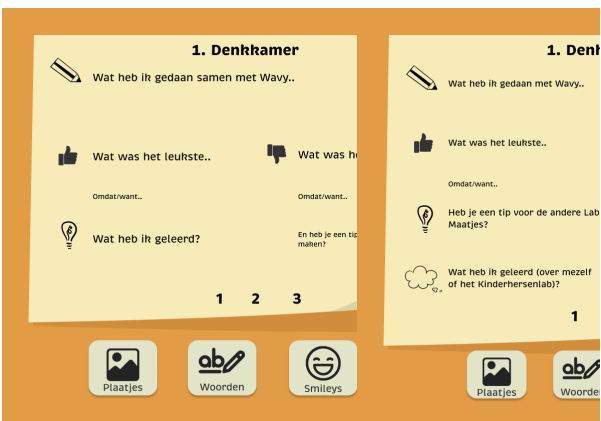 1. Denkkamer
Wat heb ik gedaan samen met Wavy..
Wat was het leukste..
Wat was
Omdat/want..
Omdat/want..
Wat heb ik geleerd?
En heb je een tip
maken?
1 2 3
Plaatjes
ab
Woorden
Smileys
1.
Wat heb ik gedaan met Wavy..
Wat was het leukste..
Omdat/want..
Heb je een tip voor de andere Lab
Maatjes?
Wat heb ik geleerd (over mezelf
of het Kinderhersenlab)?
1
Plaatjes
ab